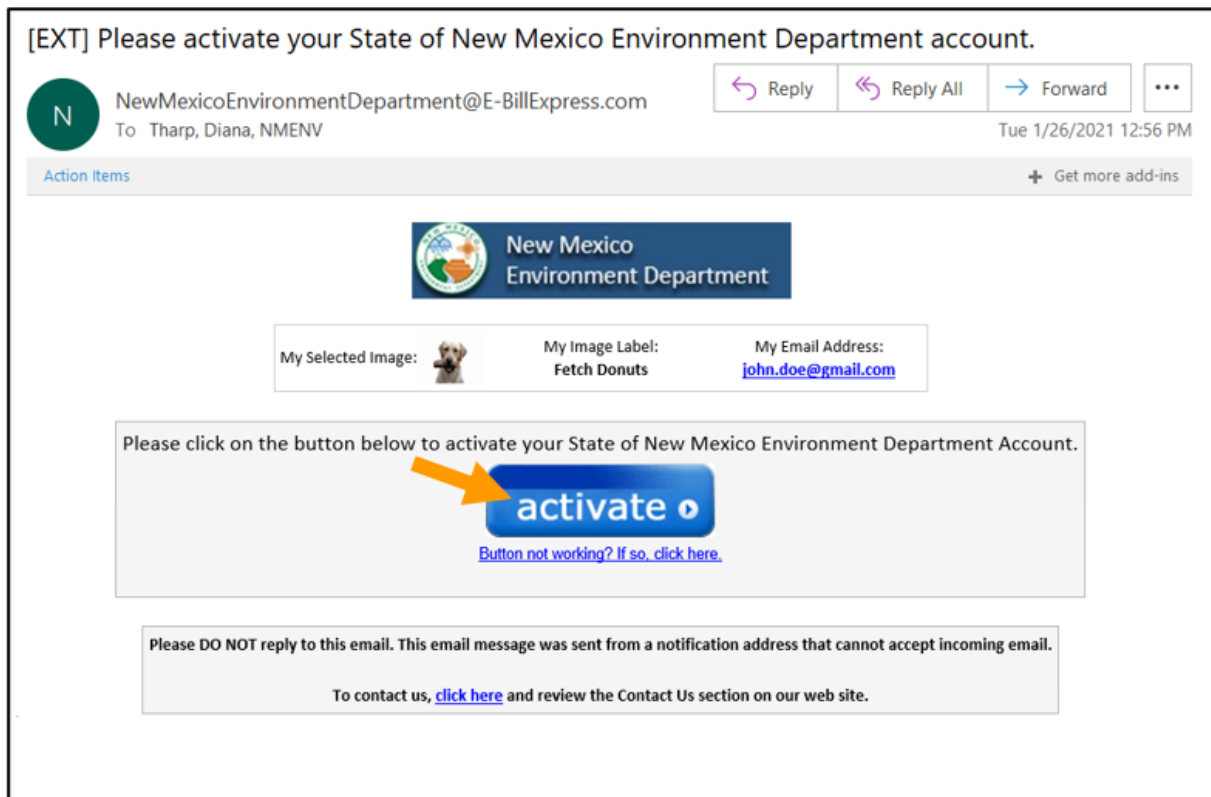 [EXT] Please activate your State of New Mexico Environment Department account.
N
NewMexicoEnvironmentDepartment@E-BillExpress.com
Reply
Reply All
Forward
To Tharp, Diana, NMENV
Tue 1/26/2021 12:56 PM
Action Items
+ Get more add-ins
New Mexico
Environment Department
My Selected Image:
My Image Label:
Fetch Donuts
My Email Address:
john.doe@gmail.com
Please click on the button below to activate your State of New Mexico Environment Department Account.
activate
Button not working? If so, click here.
Please DO NOT reply to this email. This email message was sent from a notification address that cannot accept incoming email.
To contact us, click here and review the Contact Us section on our web site.